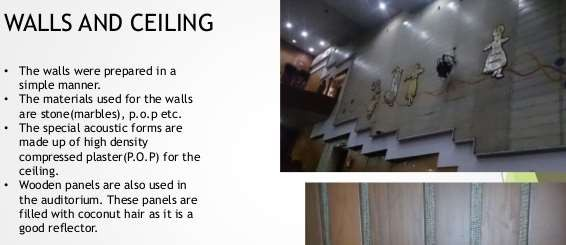 WALLS AND CEILING
• The walls were prepared in a
simple manner.
• The materials used for the walls
are stone(marbles), p.o.p etc.
• The special acoustic forms are
made up of high density
compressed plaster(P.O.P) for the
ceiling.
• Wooden panels are also used in
the auditorium. These panels are
filled with coconut hair as it is a
good reflector.